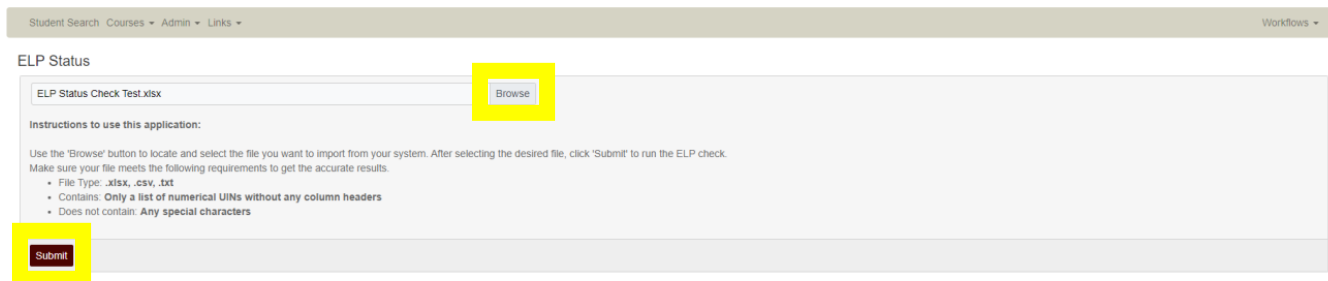 Student Search Courses Admin Links Workflows
ELP Status
ELP Status Check Test.xlsx Browse
Instructions to use this application:
Use the 'Browse' button to locate and select the file you want to import from your system. After selecting the desired file, click 'Submit' to run the ELP check.
Make sure your file meets the following requirements to get the accurate results.
• File Type: .xlsx, .csv, .txt
• Contains: Only a list of numerical UINs without any column headers
• Does not contain: Any special characters
Submit